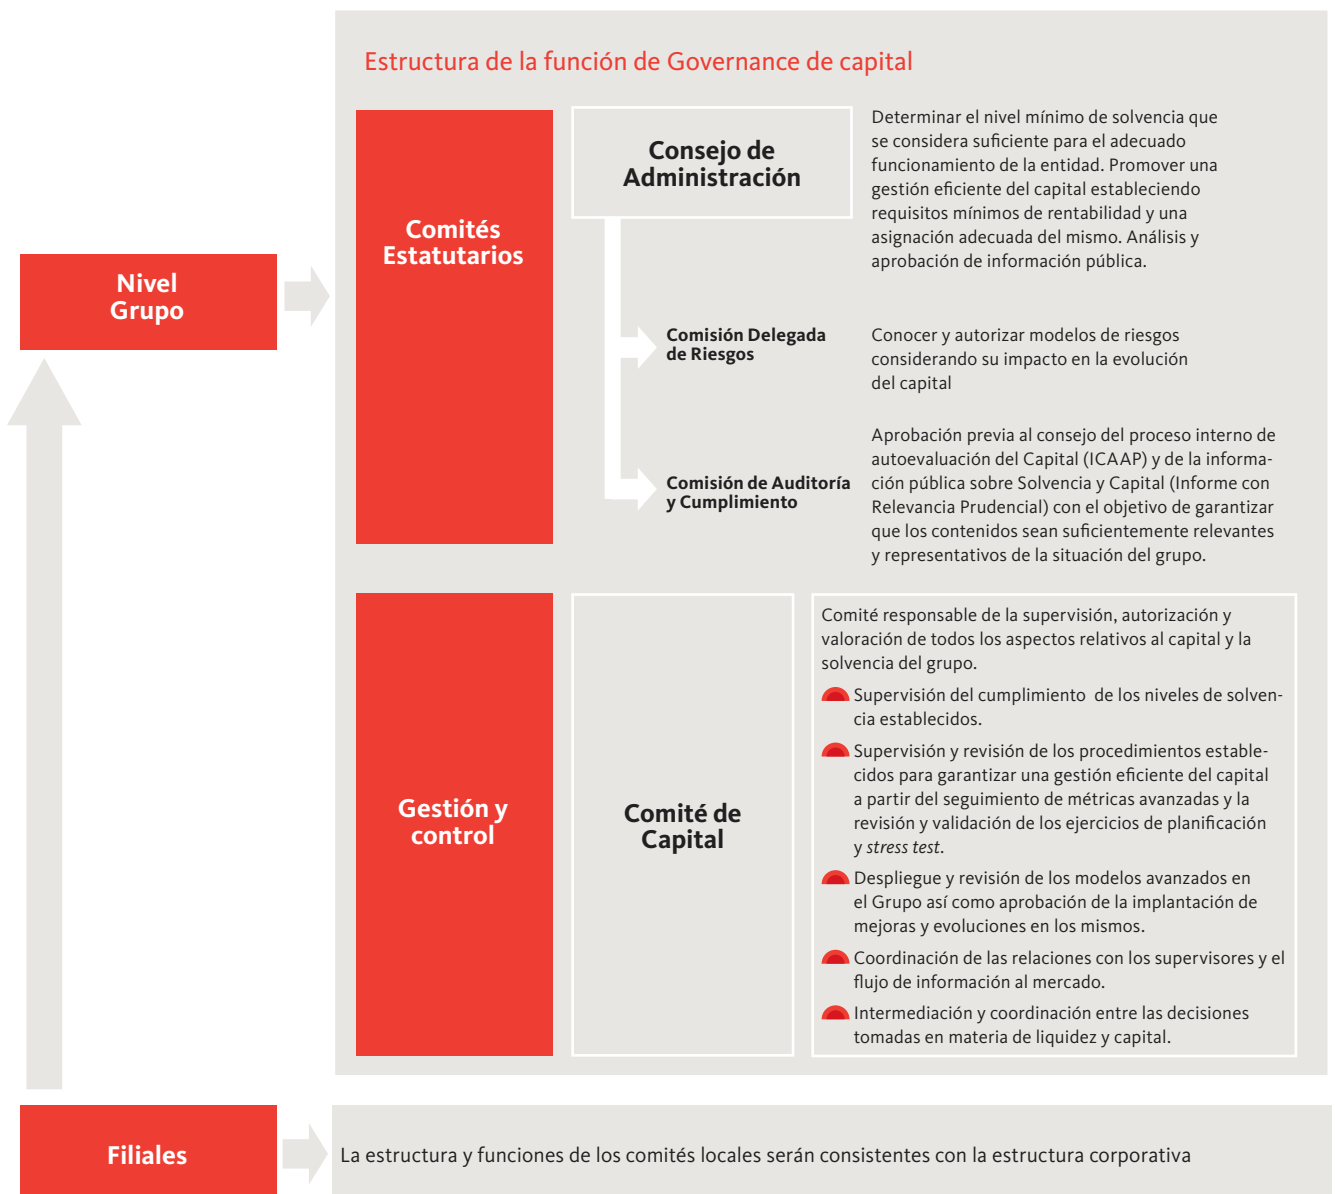 Estructura de la función de Governance de capital
Nivel
Grupo
Comités
Estatutarios
Consejo de
Administración
Determinar el nivel mínimo de solvencia que
se considera suficiente para el adecuado
funcionamiento de la entidad. Promover una
gestión eficiente del capital estableciendo
requisitos mínimos de rentabilidad y una
asignación adecuada del mismo. Análisis y
aprobación de información pública.
Comisión Delegada
de Riesgos
Conocer y autorizar modelos de riesgos
considerando su impacto en la evolución
del capital
Comisión de Auditoría
y Cumplimiento
Aprobación previa al consejo del proceso interno de
autoevaluación del Capital (ICAAP) y de la informa-
ción pública sobre Solvencia y Capital (Informe con
Relevancia Prudencial) con el objetivo de garantizar
que los contenidos sean suficientemente relevantes
y representativos de la situación del grupo.
Gestión y
control
Comité de
Capital
Comité responsable de la supervisión, autorización y
valoración de todos los aspectos relativos al capital y la
solvencia del grupo.
Supervisión del cumplimiento de los niveles de solven-
cia establecidos.
Supervisión y revisión de los procedimientos estable-
cidos para garantizar una gestión eficiente del capital
a partir del seguimiento de métricas avanzadas y la
revisión y validación de los ejercicios de planificación
y stress test.
Despliegue y revisión de los modelos avanzados en
el Grupo así como aprobación de la implantación de
mejoras y evoluciones en los mismos.
Coordinación de las relaciones con los supervisores y el
flujo de información al mercado.
Intermediación y coordinación entre las decisiones
tomadas en materia de liquidez y capital.
Filiales
La estructura y funciones de los comités locales serán consistentes con la estructura corporativa